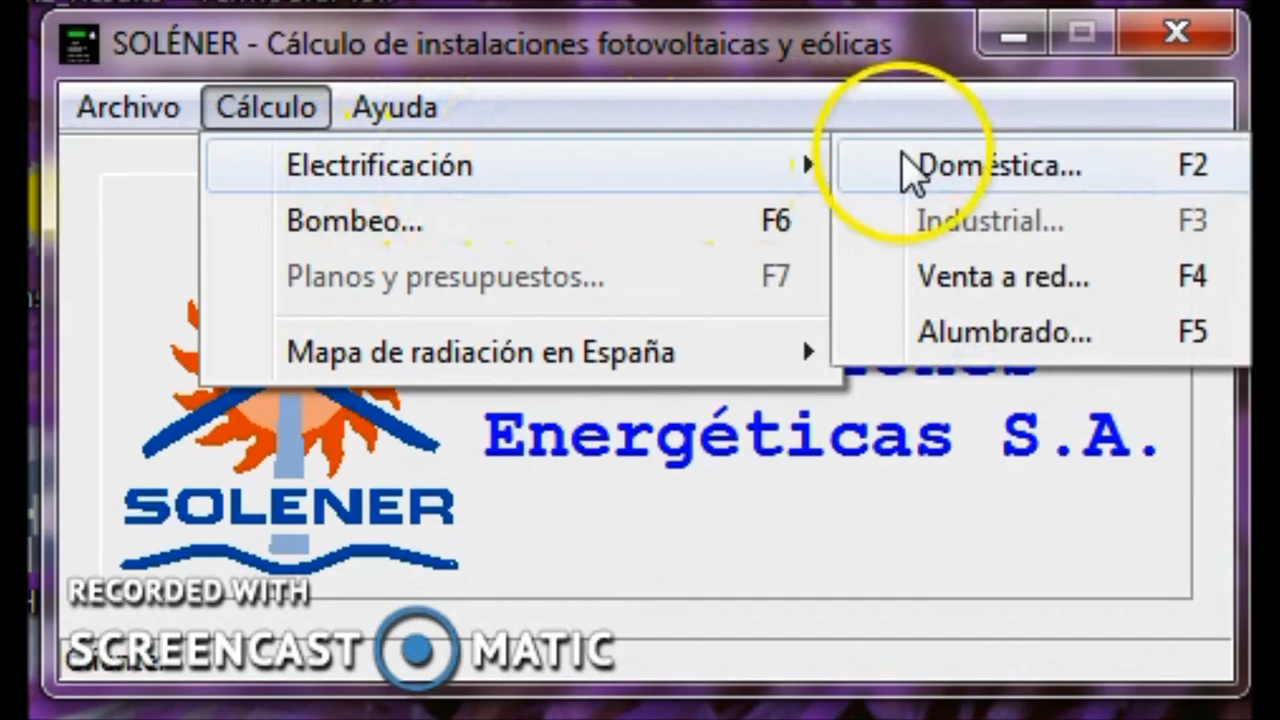 SOLÉNER - Cálculo de instalaciones fotovoltaicas y eólicas
Archivo Cálculo Ayuda
Electrificación
Bombeo... F6
Planos y presupuestos... F7
Mapa de radiación en España
Doméstica... F2
Industrial... F3
Venta a red... F4
Alumbrado... F5
Energéticas S.A.
SOLENER
RECORDED WITH
SCREENCAST MATIC